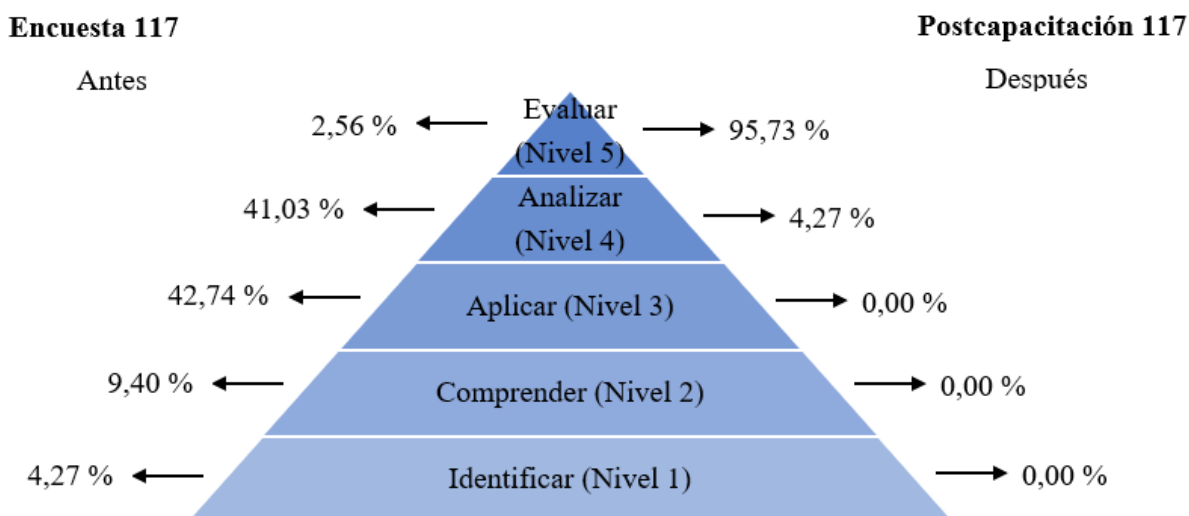 Encuesta 117
Postcapacitación 117
Antes
Después
Evaluar
(Nivel 5)
2,56 %
95,73 %
Analizar
(Nivel 4)
41,03 %
4,27 %
42,74 %
Aplicar (Nivel 3)
0,00 %
9,40 %
Comprender (Nivel 2)
0,00 %
4,27 %
Identificar (Nivel 1)
0,00 %